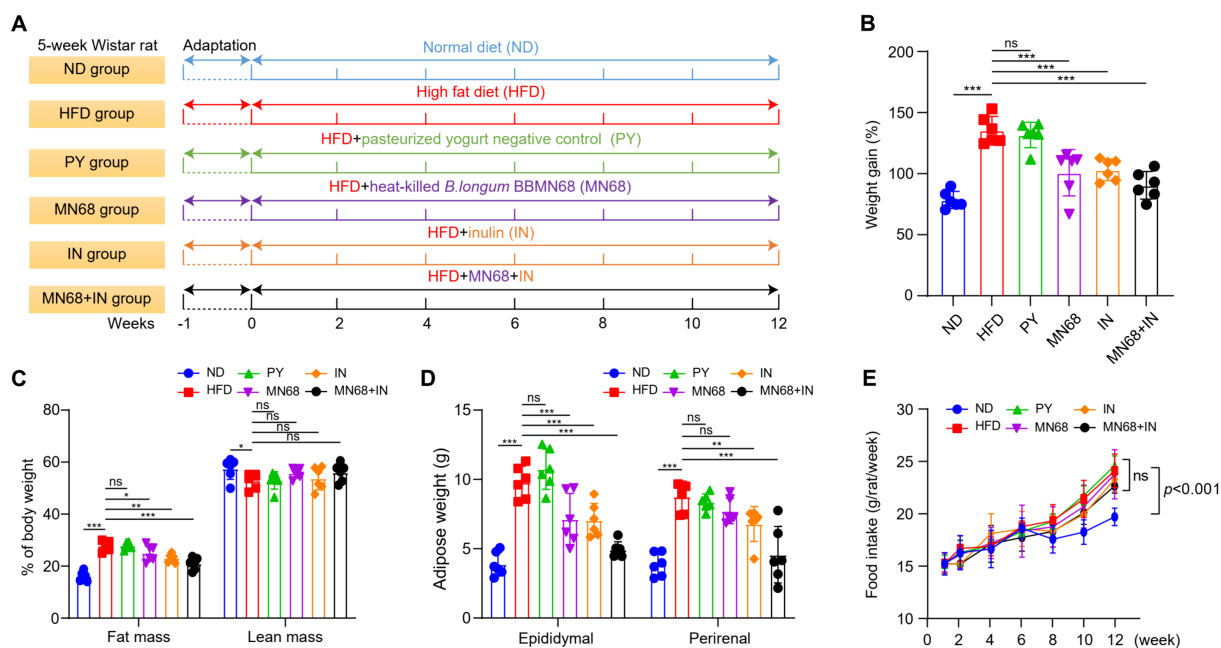 A
5-week Wistar rat
Adaptation
ND group
Normal diet (ND)
HFD group
High fat diet (HFD)
PY group
HFD+pasteurized yogurt negative control (PY)
MN68 group
HFD+heat-killed B.longum BBMN68 (MN68)
IN group
HFD+inulin (IN)
MN68+IN group
HFD+MN68+IN
Weeks -1 0 2 4 6 8 10 12
B
Weight gain (%)
200
150
100
50
0
ns
***
***
***
***
ND HFD PY MN68 IN MN68+IN
C
ND PY IN
HFD MN68 MN68+IN
% of body weight
80
60
40
20
0
ns
*
**
***
***
ns
ns
ns
ns
*
Fat mass Lean mass
D
ND PY IN
HFD MN68 MN68+IN
Adipose weight (g)
15
10
5
0
ns
***
***
***
***
ns
ns
**
***
***
Epididymal Perirenal
E
ND PY IN
HFD MN68 MN68+IN
Food intake (g/rat/week)
30
25
20
15
10
ns
p<0.001
0 2 4 6 8 10 12 (week)